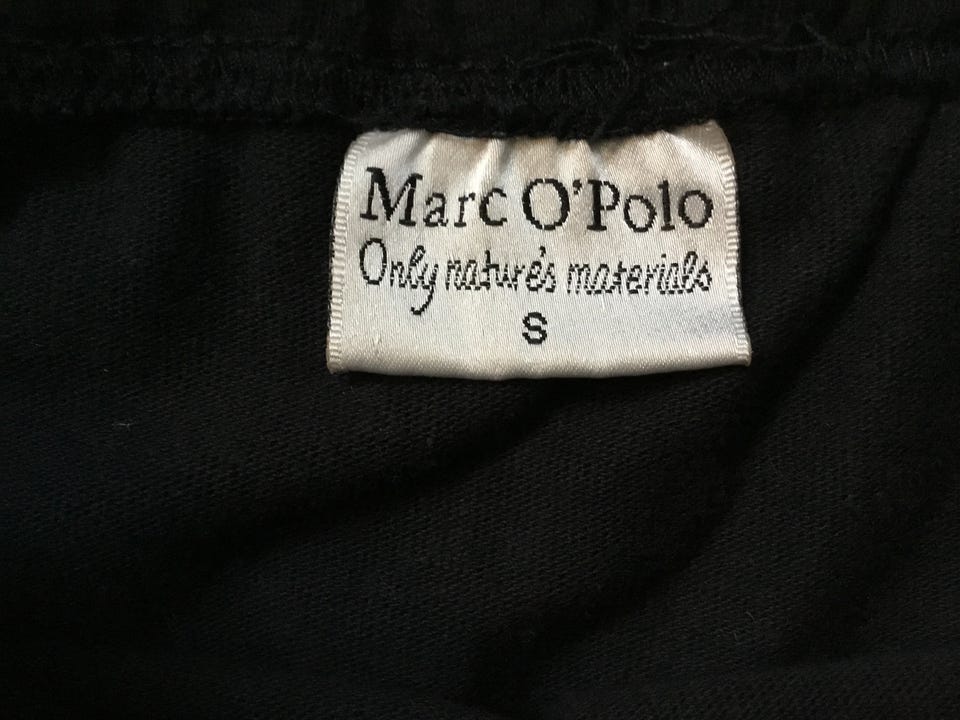 Marc O'Polo
Only nature's materials
S